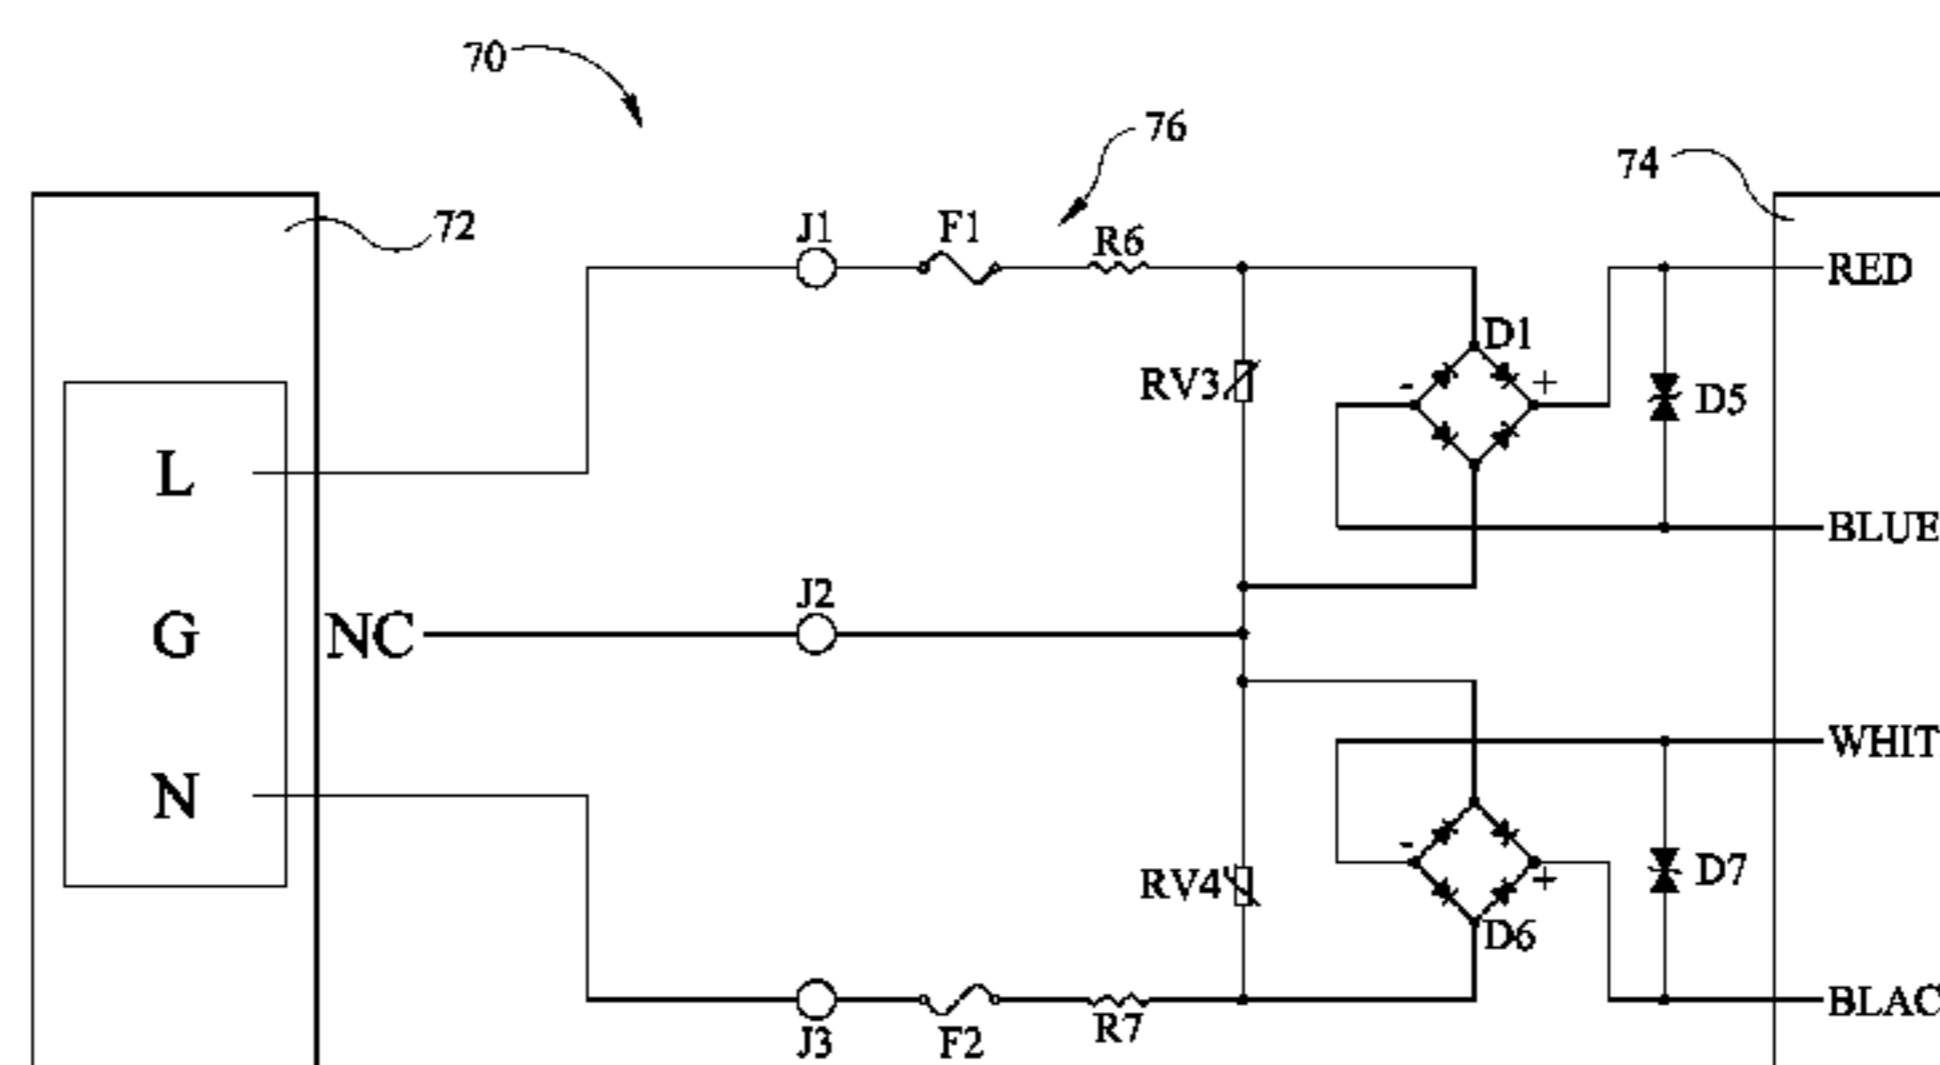 70
76
74
72
J1
F1
R6
RED
D1
RV3
-
+
D5
L
BLUE
J2
G
NC
WHIT
N
-
D7
RV4
+
D6
BLAC
J3
F2
R7